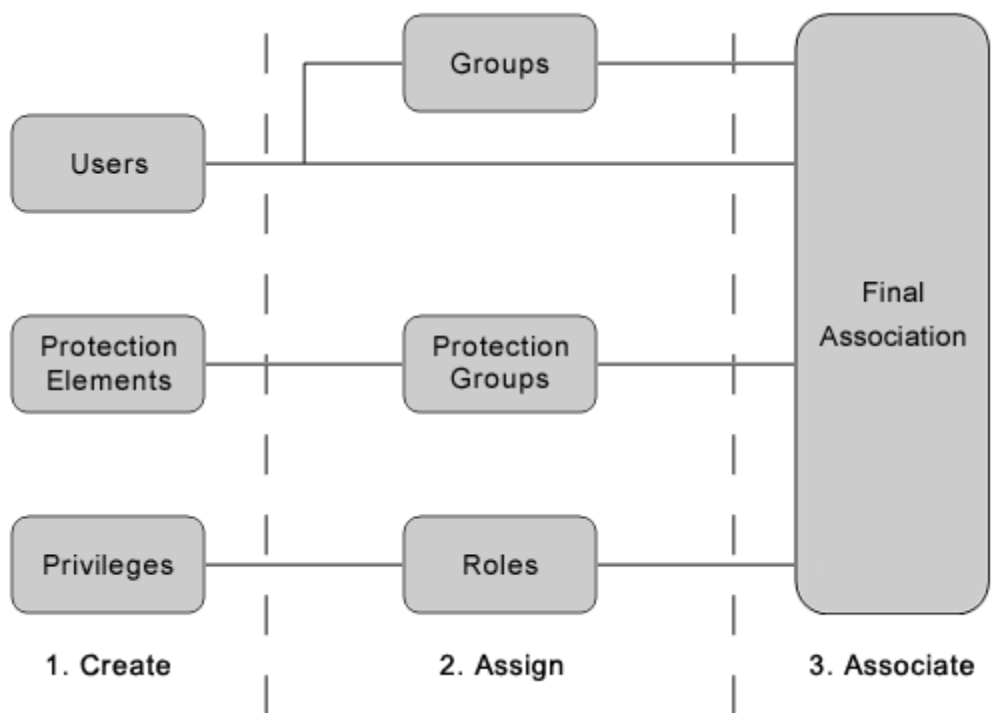 Groups
Users
Final
Association
Protection
Elements
Protection
Groups
Privileges
Roles
1. Create
2. Assign
3. Associate